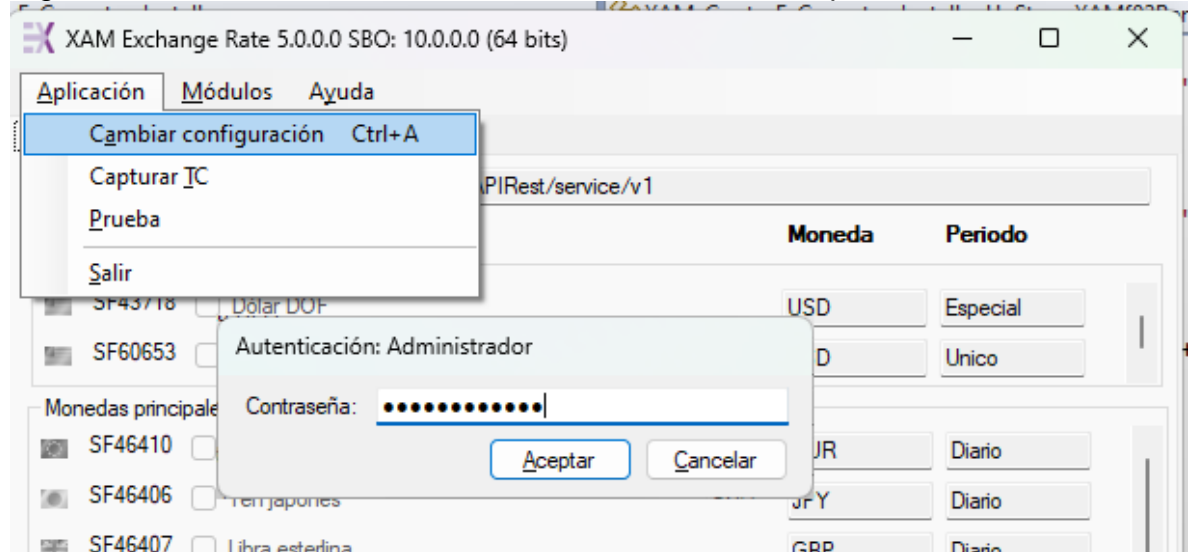 XAM Exchange Rate 5.0.0.0 SBO: 10.0.0.0 (64 bits)
Aplicación Módulos Ayuda
Cambiar configuración Ctrl+A
Capturar TC
Prueba
Salir
APIRest/service/v1
Moneda Periodo
SF43718 Dólar DOF USD Especial
SF60653 Unico
Autenticación: Administrador
Contraseña: ●●●●●●●●●●●●
Aceptar Cancelar
Monedas principale
SF46410 Diario
SF46406 Yen japonés JPY Diario
SF46407 Libra esterlina GBP Diario